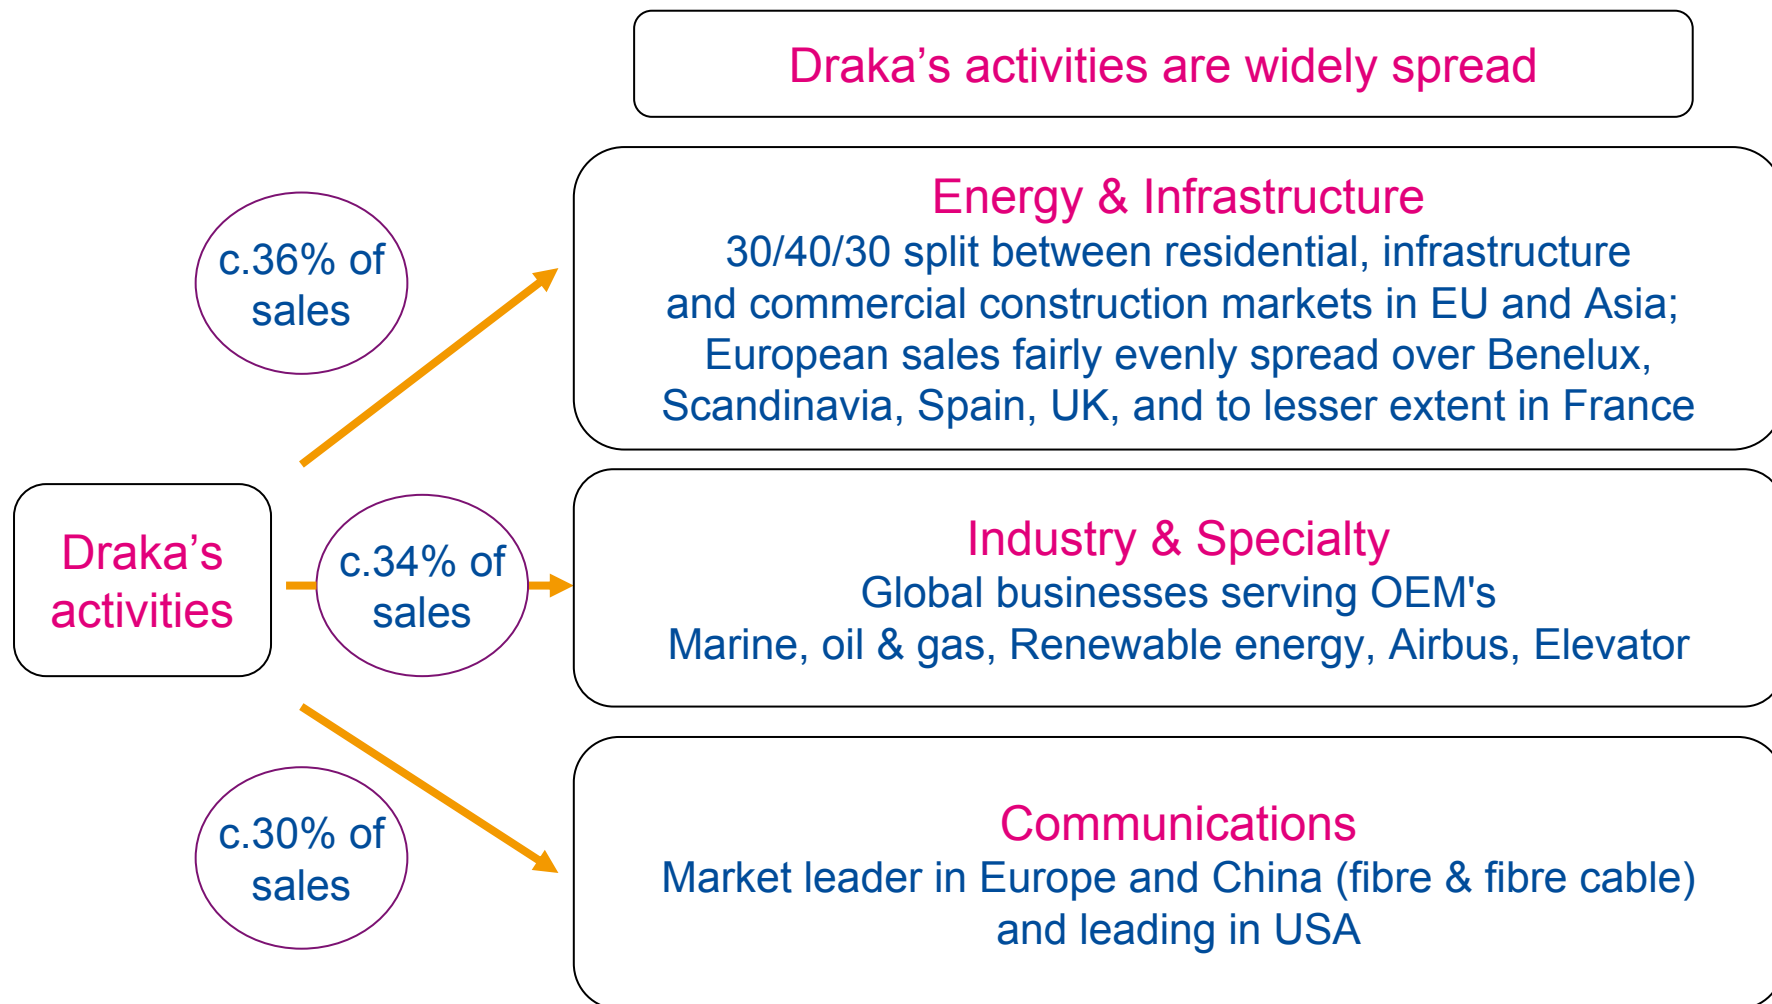 Draka’s activities are widely spread
c.36% of
sales
Energy & Infrastructure
30/40/30 split between residential, infrastructure
and commercial construction markets in EU and Asia;
European sales fairly evenly spread over Benelux,
Scandinavia, Spain, UK, and to lesser extent in France
Draka’s
activities
c.34% of
sales
Industry & Specialty
Global businesses serving OEM's
Marine, oil & gas, Renewable energy, Airbus, Elevator
c.30% of
sales
Communications
Market leader in Europe and China (fibre & fibre cable)
and leading in USA